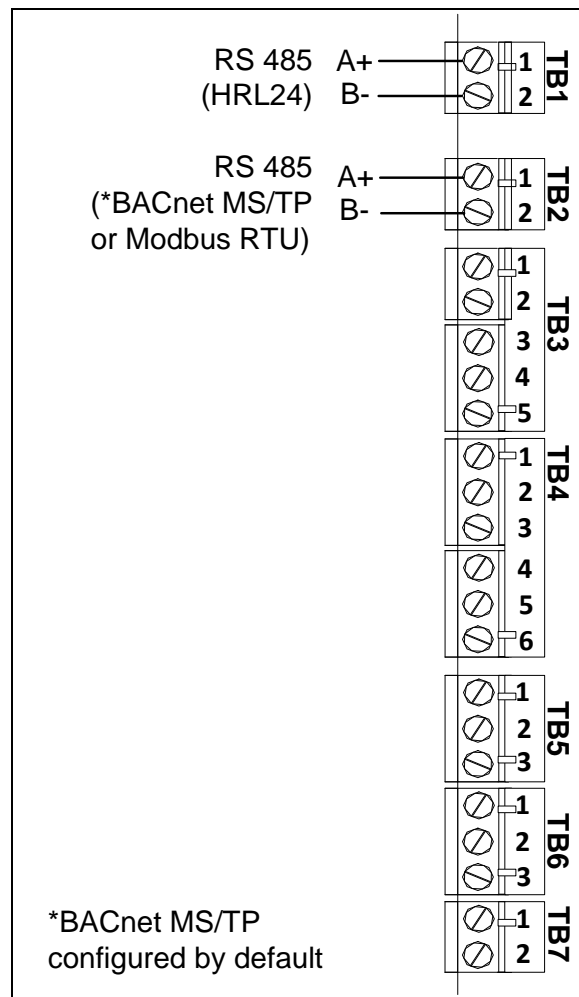 RS 485 A+ 1 TB1
(HRL24) B- 2
RS 485 A+ 1 TB2
(*BACnet MS/TP B- 2
or Modbus RTU)
1 TB3
2
3
4
5
1 TB4
2
3
4
5
6
1 TB5
2
3
1 TB6
2
3
*BACnet MS/TP 1 TB7
configured by default 2